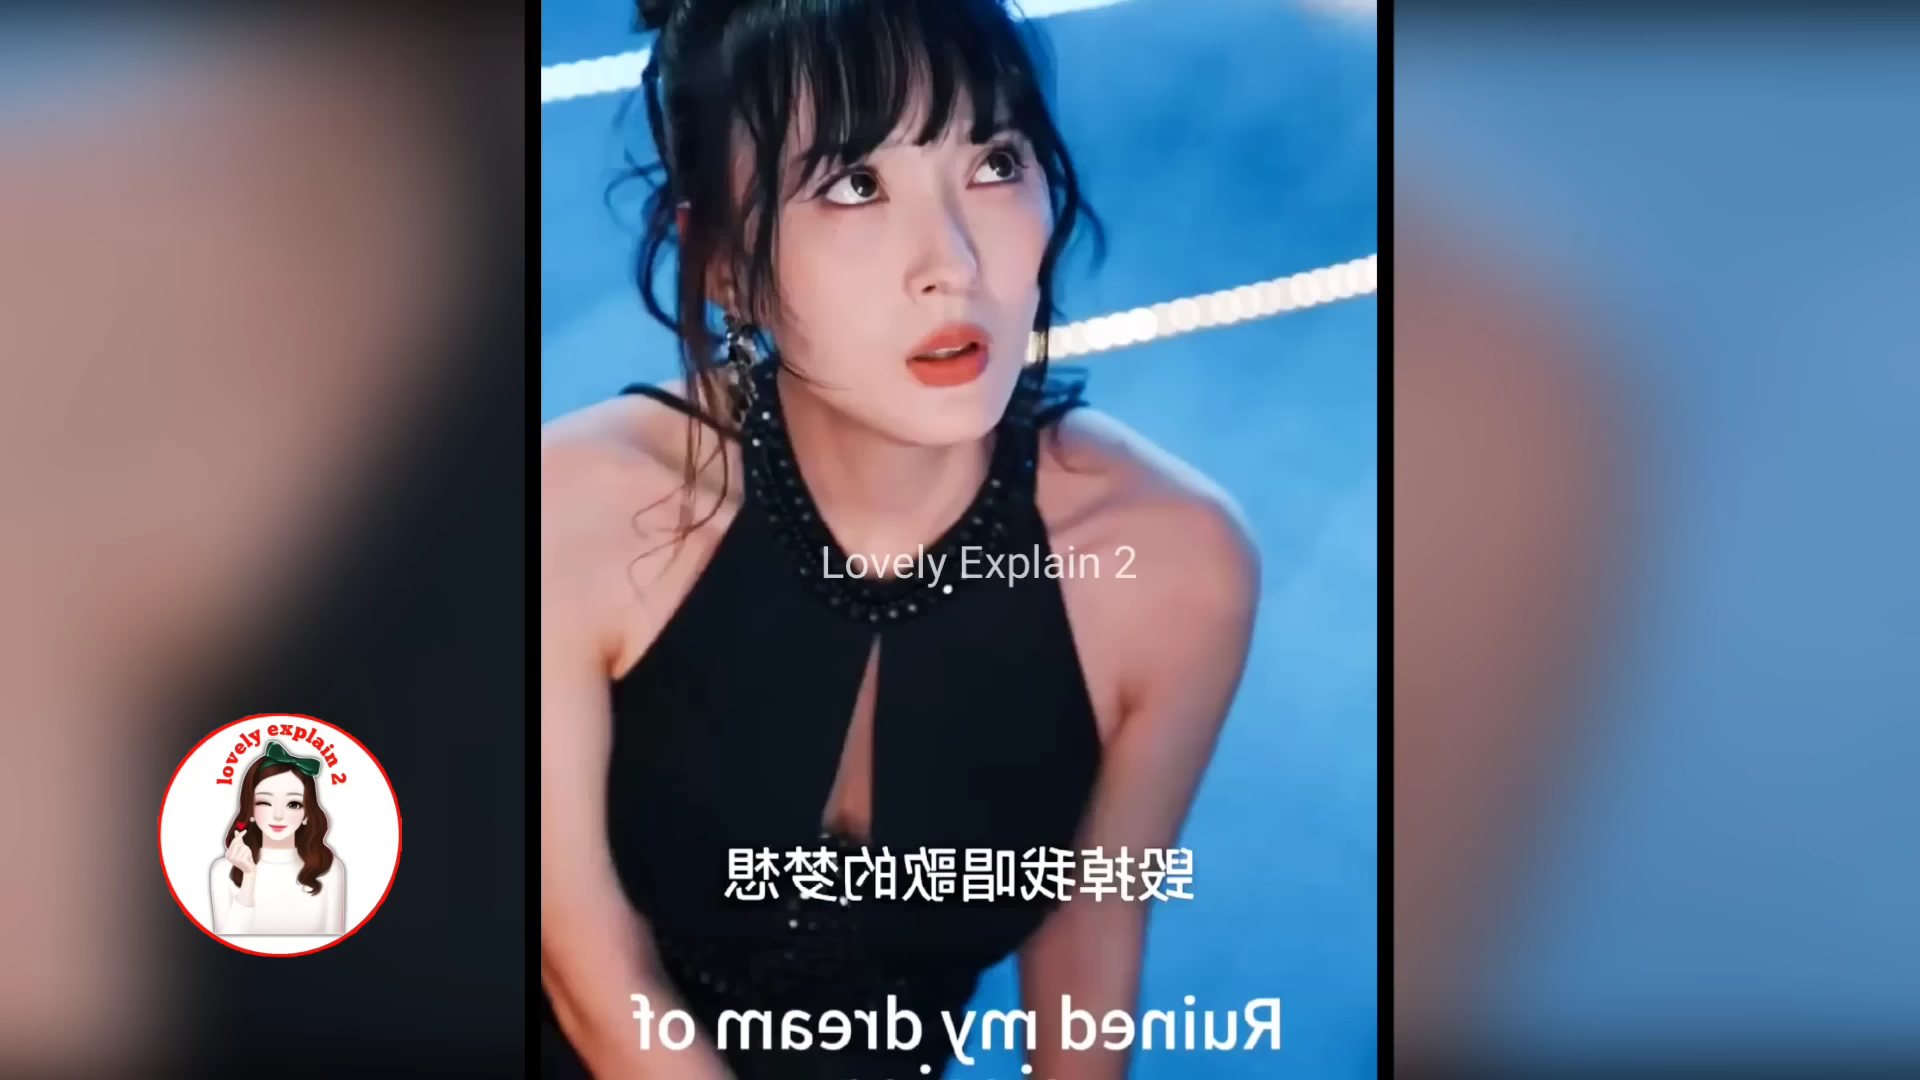 Lovely Explain 2
lovely explain 2
毁掉我唱歌的梦想
Ruined my dream of